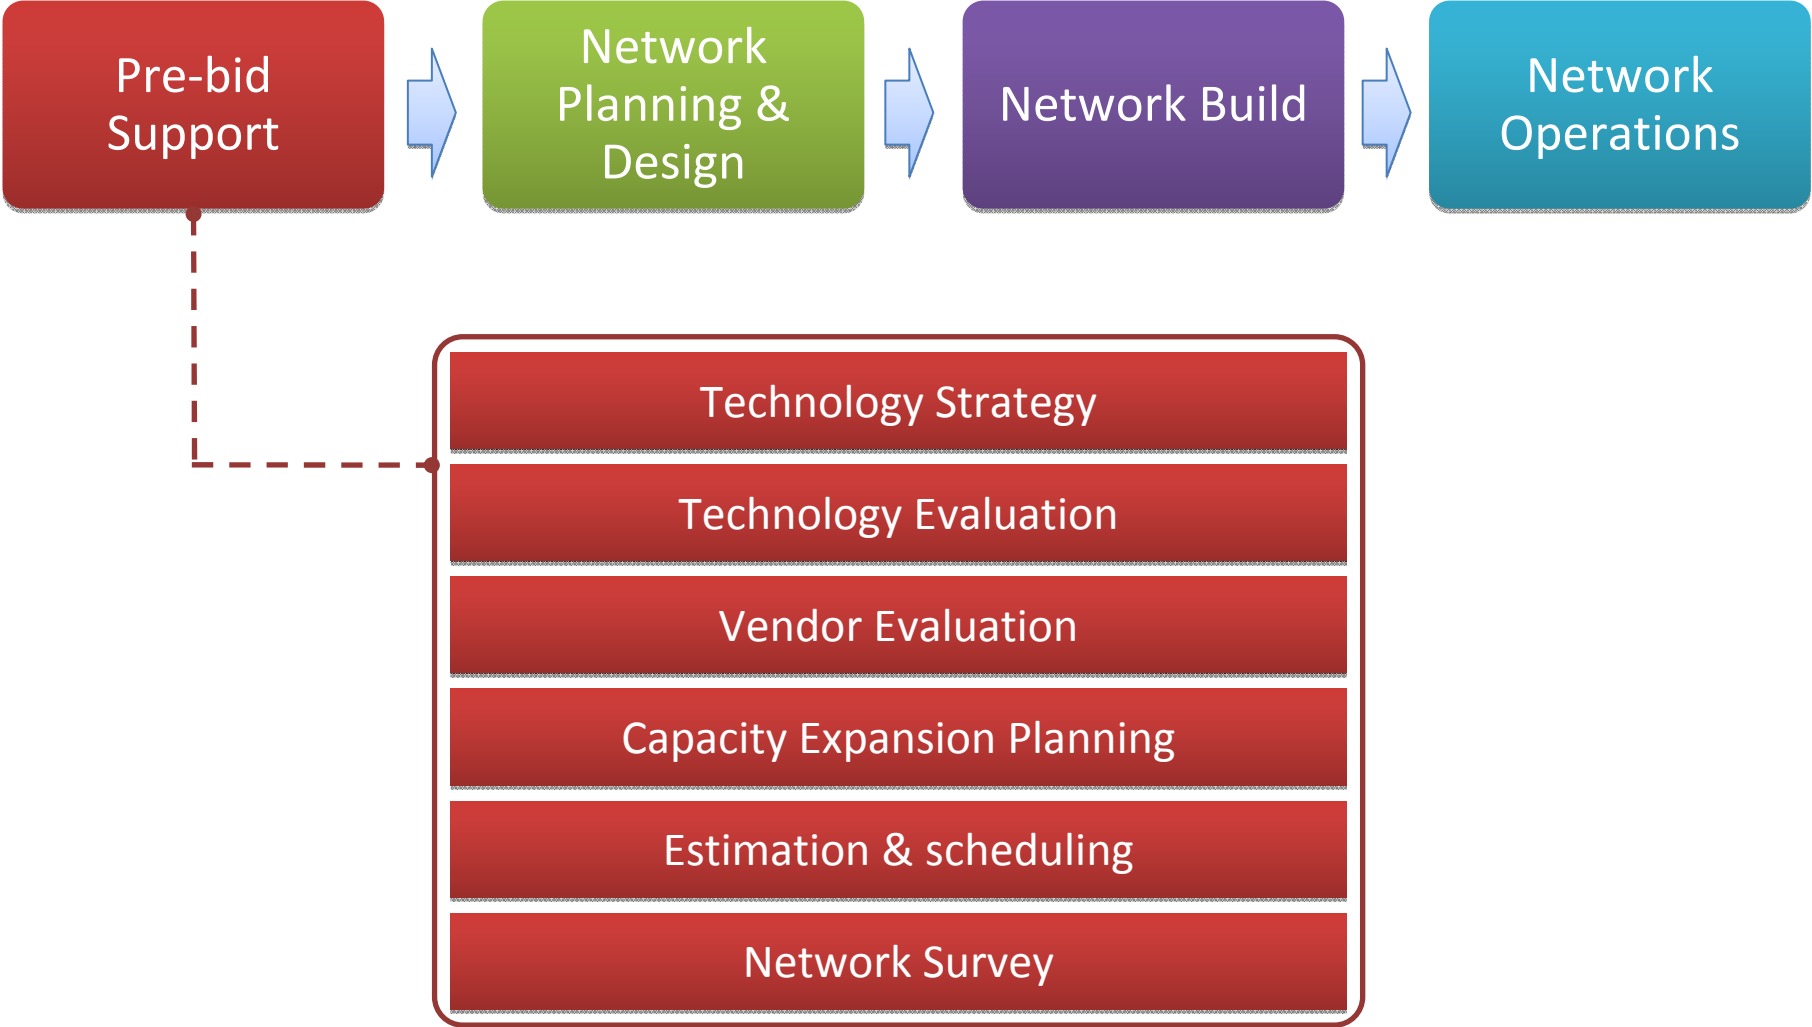 Pre-bid
Support
Network
Planning &
Design
Network Build
Network
Operations
Technology Strategy
Technology Evaluation
Vendor Evaluation
Capacity Expansion Planning
Estimation & scheduling
Network Survey